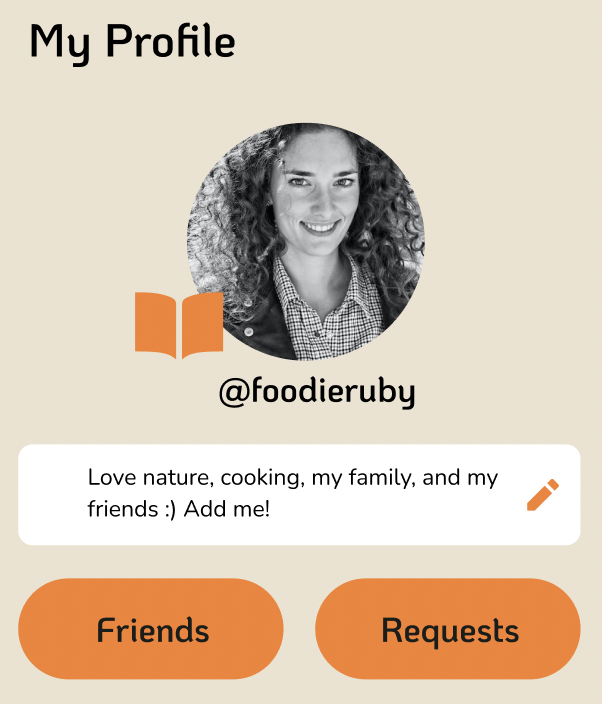 My Profile
@foodieruby
Love nature, cooking, my family, and my
friends :) Add me!
Friends
Requests